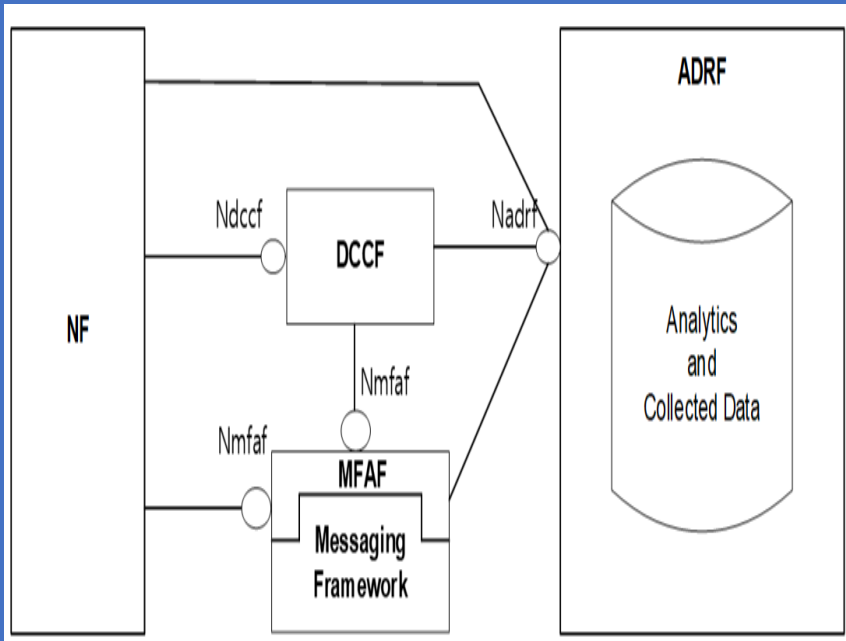 ADRF
Ndccf
Nadrf
DCCF
NF
Analytics
and
Collected Data
Nmfaf
Nmfaf
MFAF
Messaging
Framework